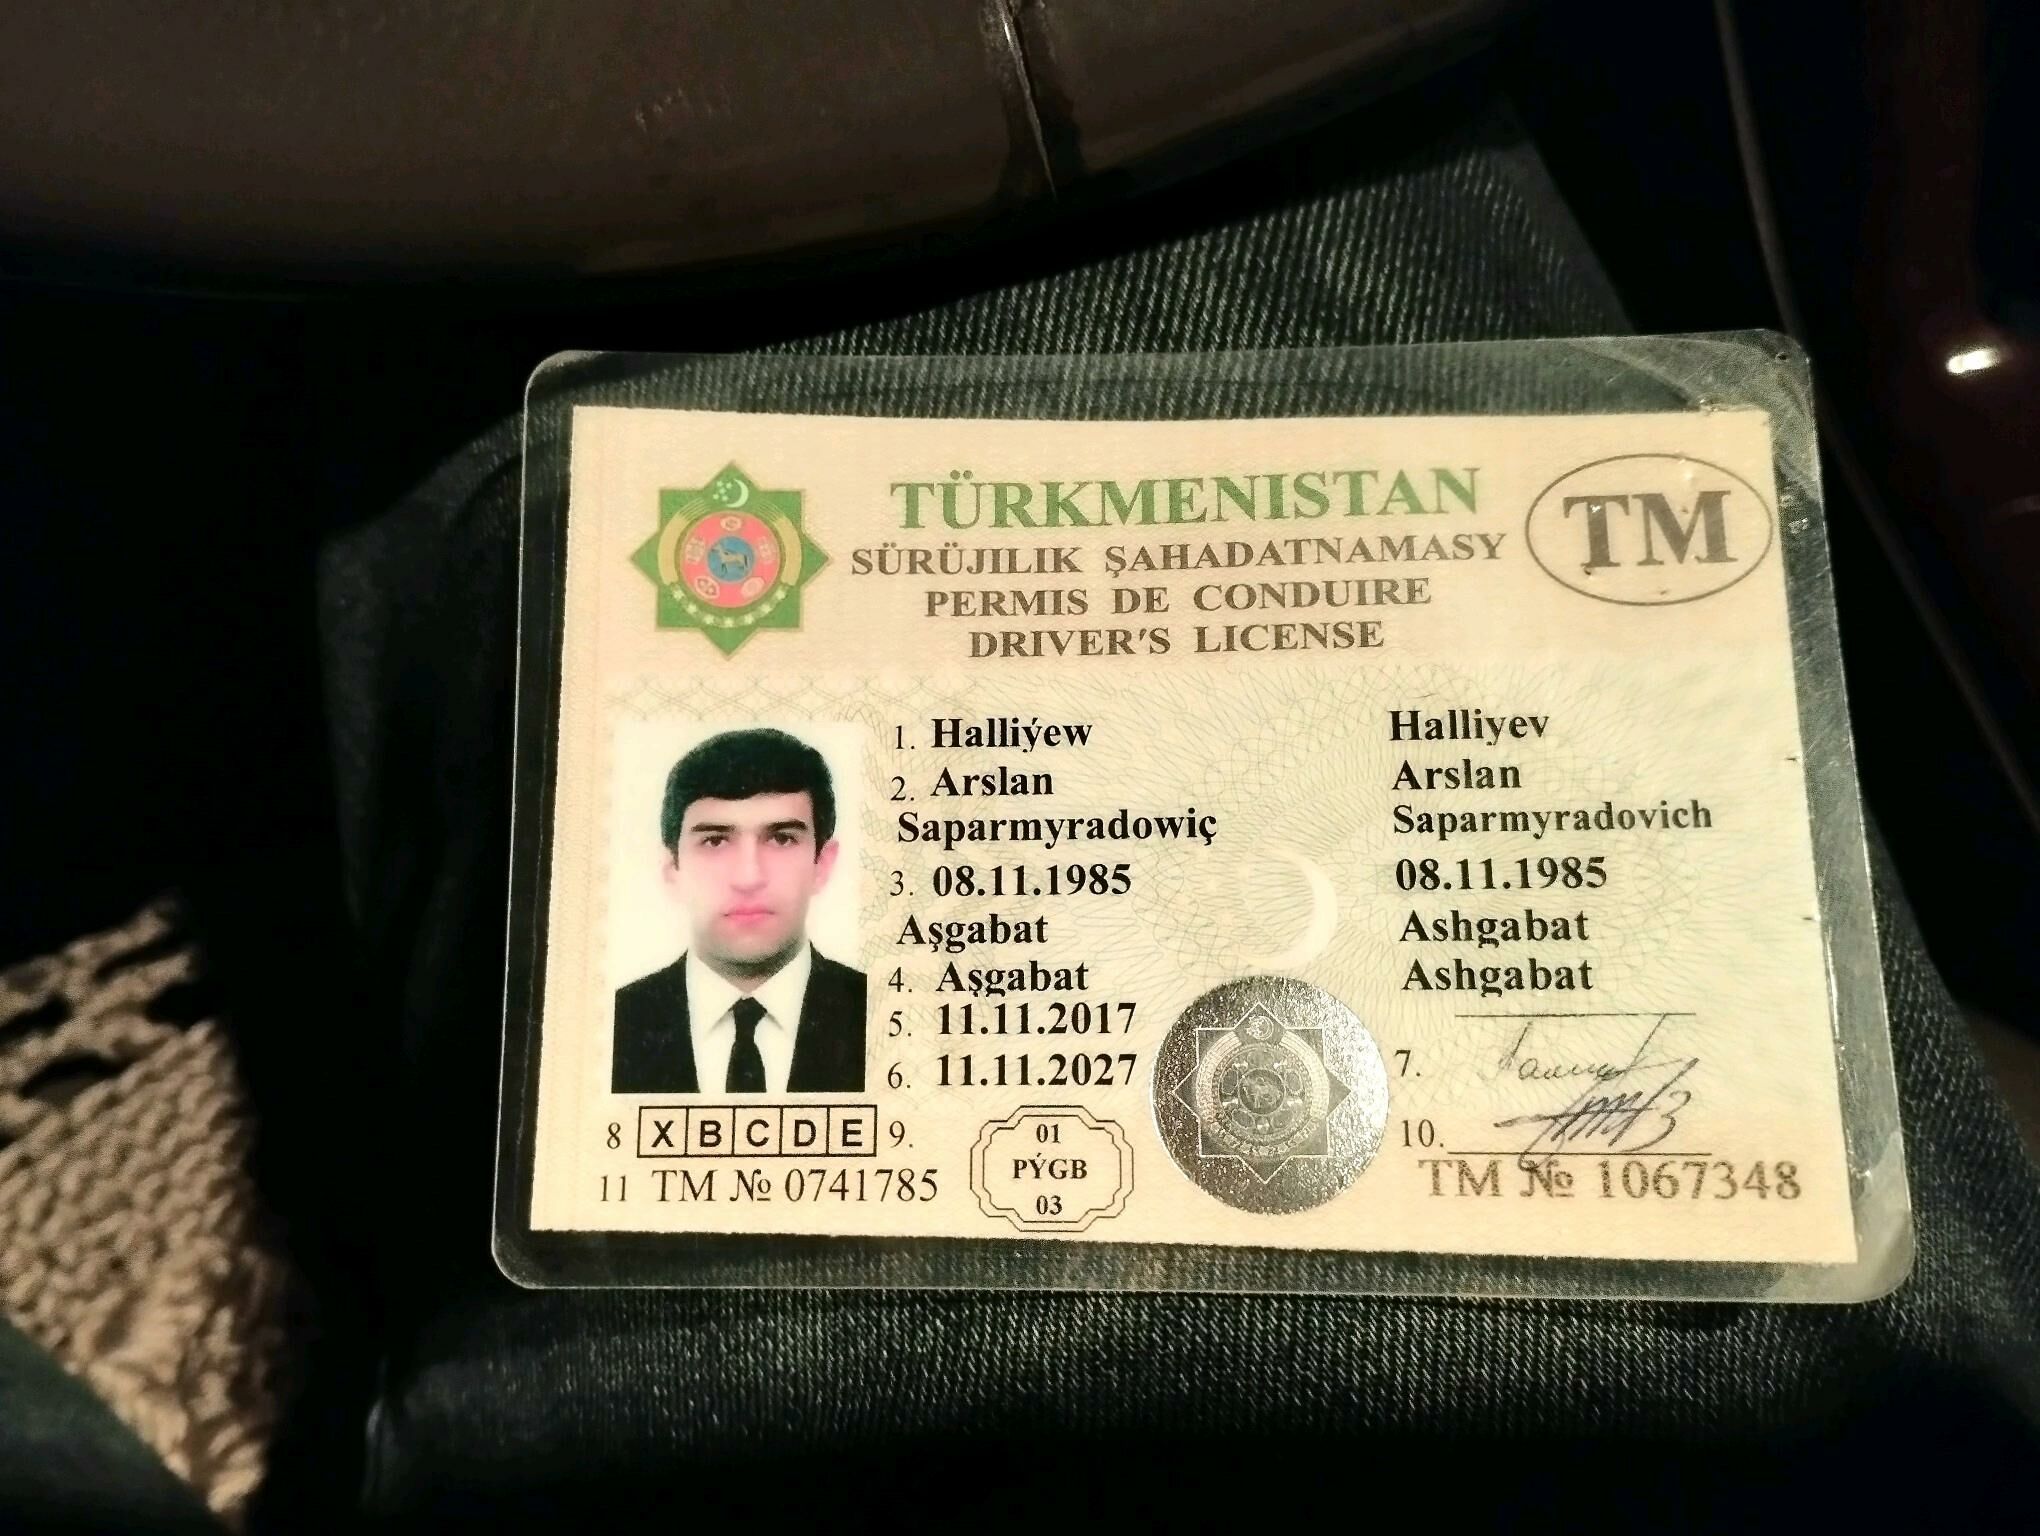 TÜRKMENISTAN
TM
SÜRÜJILIK ŞAHADATNAMASY
PERMIS DE CONDUIRE
DRIVER'S LICENSE
1. Halliýew Halliyev
2. Arslan Arslan
Saparmyradowiç Saparmyradovich
3. 08.11.1985 08.11.1985
Aşgabat Ashgabat
4. Aşgabat Ashgabat
5. 11.11.2017
6. 11.11.2027 7.
8 X B C D E 9. 10.
01
PÝGB
03
11 TM № 0741785 TM № 1067348